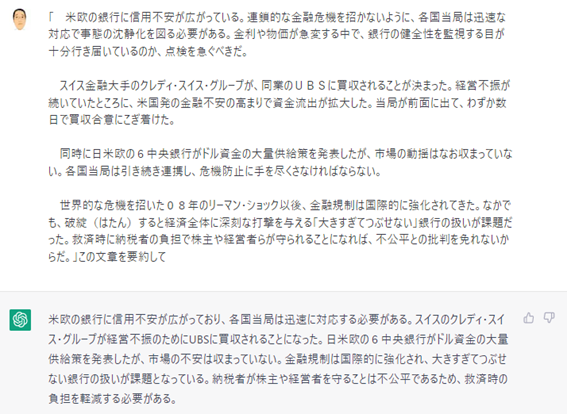 「　米欧の銀行に信用不安が広がっている。連鎖的な金融危機を招かないように、各国当局は迅速な
対応で事態の沈静化を図る必要がある。金利や物価が急変する中で、銀行の健全性を監視する目が
十分行き届いているのか、点検を急ぐべきだ。
　スイス金融大手のクレディ・スイス・グループが、同業のＵＢＳに買収されることが決まった。経営不振が
続いていたところに、米国発の金融不安の高まりで資金流出が拡大した。当局が前面に出て、わずか数
日で買収合意にこぎ着けた。
　同時に日米欧の６中央銀行がドル資金の大量供給策を発表したが、市場の動揺はなお収まっていな
い。各国当局は引き続き連携し、危機防止に手を尽くさなければならない。
　世界的な危機を招いた０８年のリーマン・ショック以後、金融規制は国際的に強化されてきた。なかで
も、破綻（はたん）すると経済全体に深刻な打撃を与える「大きすぎてつぶせない」銀行の扱いが課題だ
った。救済時に納税者の負担で株主や経営者らが守られることになれば、不公平との批判を免れないか
らだ。」この文章を要約して
米欧の銀行に信用不安が広がっており、各国当局は迅速に対応する必要がある。スイスのクレディ・スイ
ス・グループが経営不振のためにUBSに買収されることになった。日米欧の６中央銀行がドル資金の大量
供給策を発表したが、市場の不安は収まっていない。金融規制は国際的に強化され、大きすぎてつぶせ
ない銀行の扱いが課題となっている。納税者が株主や経営者を守ることは不公平であるため、救済時の
負担を軽減する必要がある。